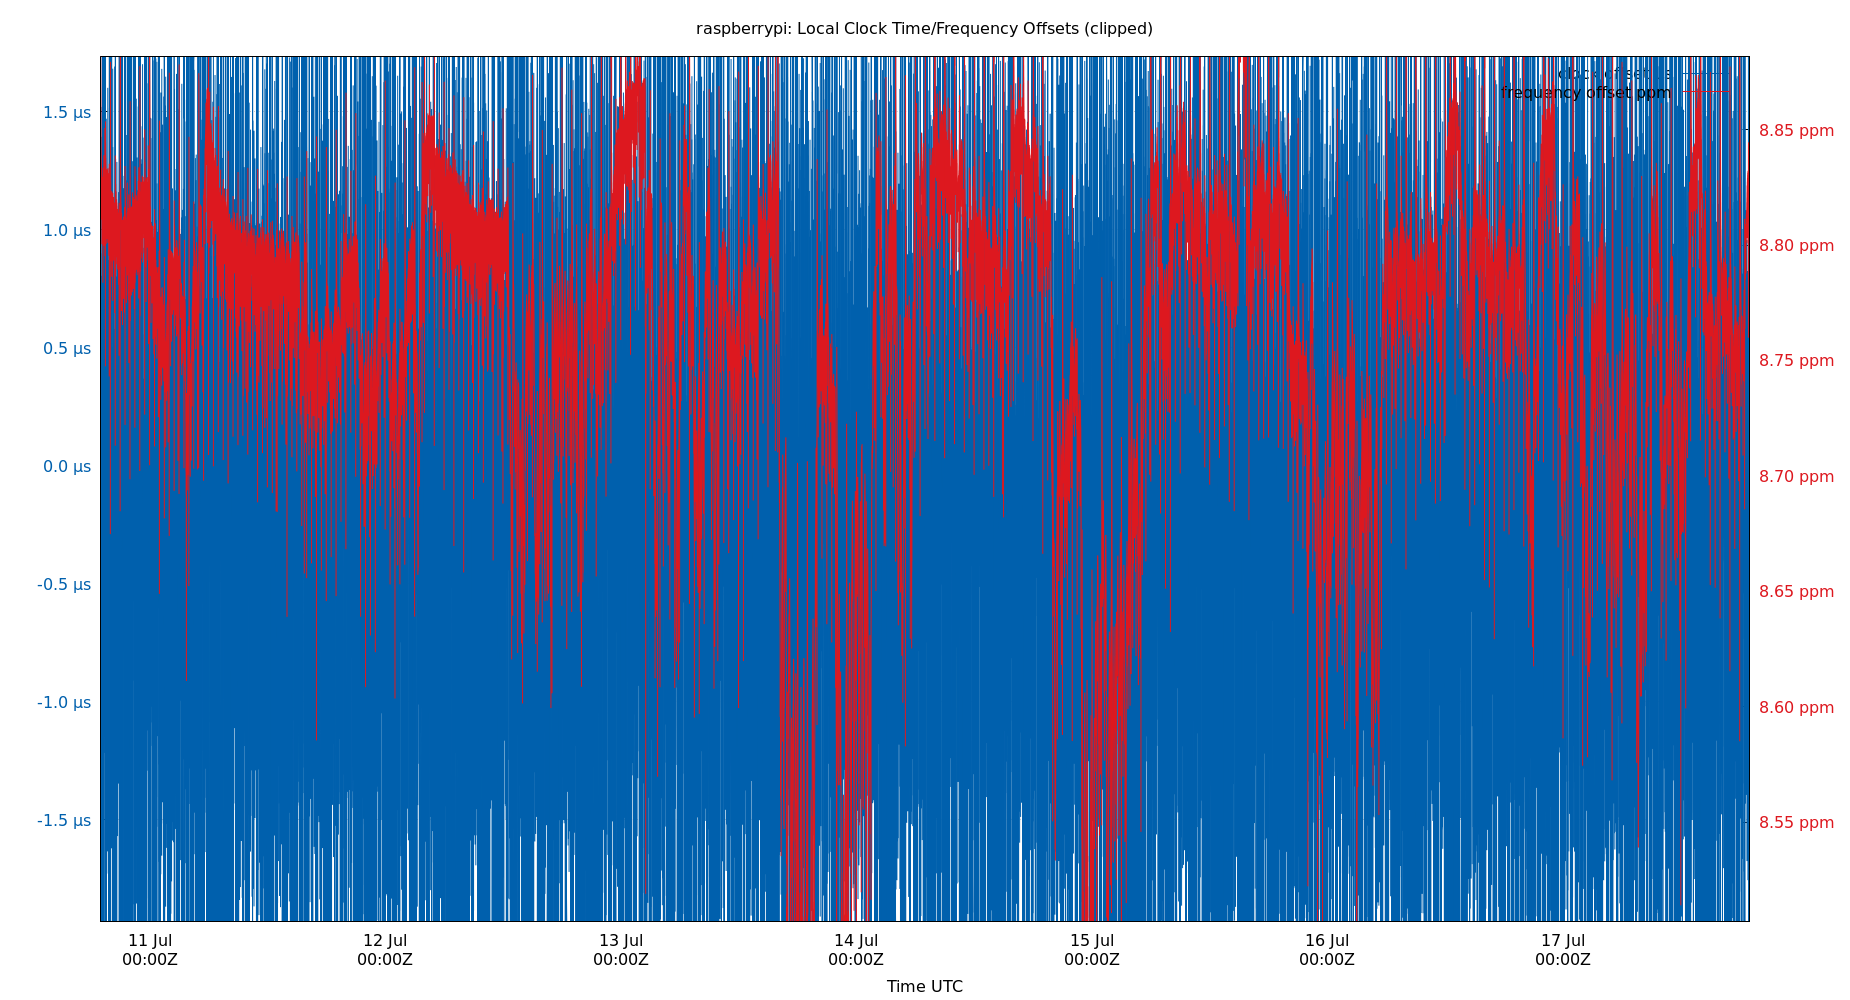 raspberrypi: Local Clock Time/Frequency Offsets (clipped)
clock offset
frequency offset ppm
1.5 µs
1.0 µs
0.5 µs
0.0 µs
-0.5 µs
-1.0 µs
-1.5 µs
8.85 ppm
8.80 ppm
8.75 ppm
8.70 ppm
8.65 ppm
8.60 ppm
8.55 ppm
11 Jul
00:00Z
12 Jul
00:00Z
13 Jul
00:00Z
14 Jul
00:00Z
15 Jul
00:00Z
16 Jul
00:00Z
17 Jul
00:00Z
Time UTC